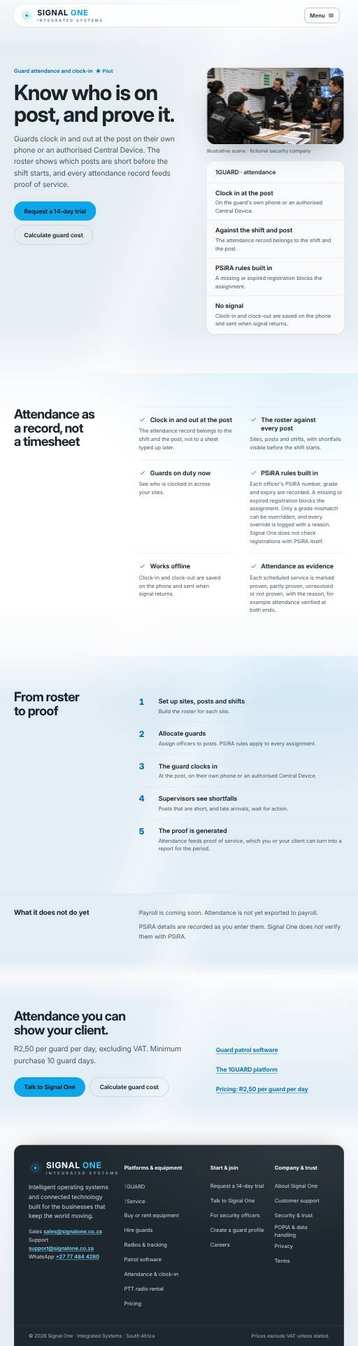 SIGNAL ONE
INTEGRATED SYSTEMS
Menu
Guard attendance and clock-in
Pilot
Know who is on
post, and prove it.
Guards clock in and out at the post on their own
phone or an authorised Central Device. The
roster shows which posts are short before the
shift starts, and every attendance record feeds
proof of service.
Request a 14-day trial
Calculate guard cost
Illustrative scene · fictional security company
1GUARD · attendance
Clock in at the post
On the guard's own phone or an authorised
Central Device.
Against the shift and post
The attendance record belongs to the shift and
the post.
PSiRA rules built in
A missing or expired registration blocks the
assignment.
No signal
Clock-in and clock-out are saved on the phone
and sent when signal returns.
Attendance as
a record, not
a timesheet
Clock in and out at the post
The attendance record belongs to the
shift and the post, not to a sheet
typed up later.
The roster against
every post
Sites, posts and shifts, with shortfalls
visible before the shift starts.
Guards on duty now
See who is clocked in across
your sites.
PSiRA rules built in
Each officer's PSiRA number, grade
and expiry are recorded. A missing or
expired registration blocks the
assignment. Only a grade mismatch
can be overridden, and every
override is logged with a reason.
Signal One does not check
registrations with PSiRA itself.
Works offline
Clock-in and clock-out are saved
on the phone and sent when
signal returns.
Attendance as evidence
Each scheduled service is marked
proven, partly proven, unresolved
or not proven, with the reason, for
example attendance verified at
both ends.
From roster
to proof
1
Set up sites, posts and shifts
Build the roster for each site.
2
Allocate guards
Assign officers to posts. PSiRA rules apply to every assignment.
3
The guard clocks in
At the post, on their own phone or an authorised Central Device.
4
Supervisors see shortfalls
Posts that are short, and late arrivals, wait for action.
5
The proof is generated
Attendance feeds proof of service, which you or your client can turn into a
report for the period.
What it does not do yet
Payroll is coming soon. Attendance is not yet exported to payroll.
PSiRA details are recorded as you enter them. Signal One does not verify
them with PSiRA.
Attendance you can
show your client.
R2,50 per guard per day, excluding VAT. Minimum
purchase 10 guards.
Talk to Signal One
Calculate guard cost
Guard patrol software
The 1GUARD platform
Pricing: R2,50 per guard per day
SIGNAL ONE
INTEGRATED SYSTEMS
Intelligent operating systems
and connected technology
built for the businesses that
keep the world moving.
Sales sales@signalone.co.za
Support
support@signalone.co.za
WhatsApp +27 77 484 4280
Platforms & equipment
1GUARD
1Service
Buy or rent equipment
Hire guards
Radios & tracking
Patrol software
Attendance & clock-in
PTT radio rental
Pricing
Start & join
Request a 14-day trial
Talk to Signal One
For security officers
Create a guard profile
Careers
Company & trust
About Signal One
Customer support
Security & trust
POPIA & data
handling
Privacy
Terms
© 2026 Signal One · Integrated Systems · South Africa
Prices exclude VAT unless stated.